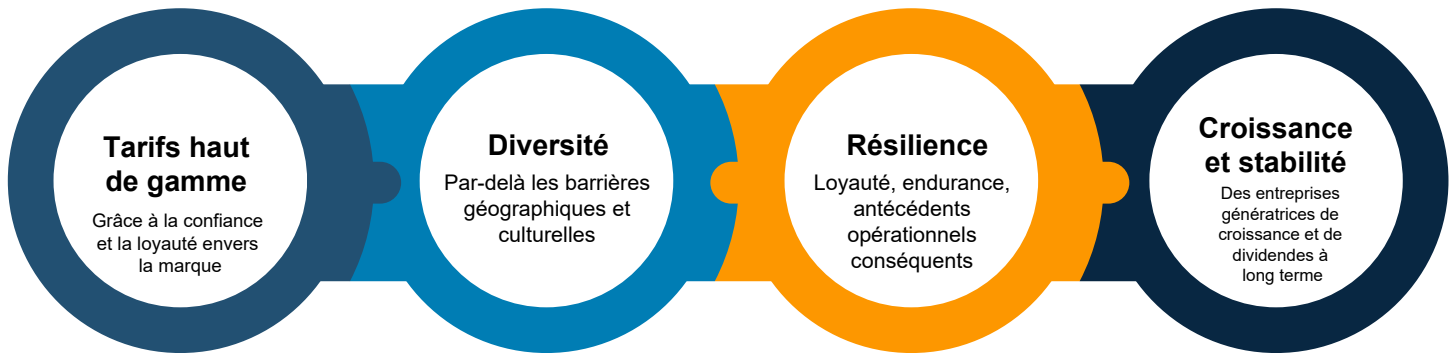 Tarifs haut
de gamme
Grâce à la confiance
et la loyauté envers
la marque
Diversité
Par-delà les barrières
géographiques et
culturelles
Résilience
Loyauté, endurance,
antécédents
opérationnels
conséquents
Croissance
et stabilité
Des entreprises
génératrices de
croissance et de
dividendes à
long terme